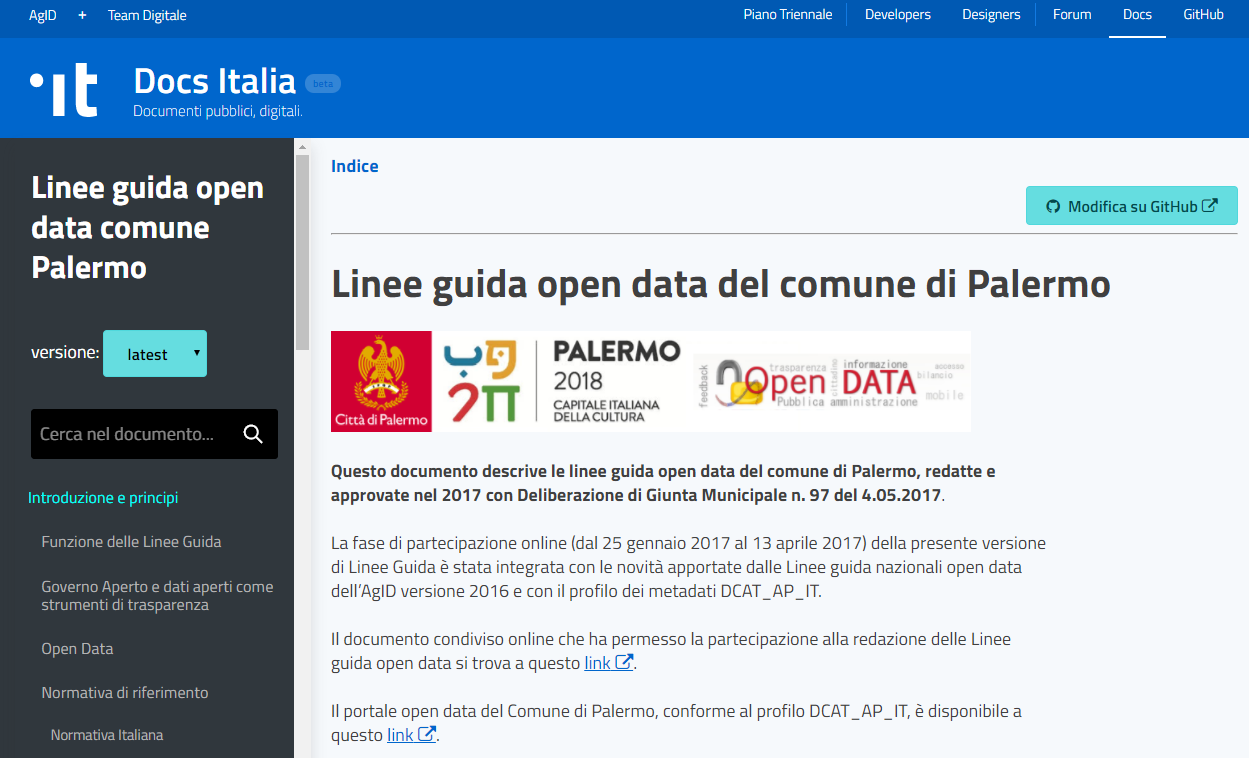 AgID + Team Digitale Piano Triennale Developers Designers Forum Docs GitHub
·it Docs Italia beta
Documenti pubblici, digitali.
Linee guida open
data comune
Palermo
versione: latest
Cerca nel documento...
Introduzione e principi
Funzione delle Linee Guida
Governo Aperto e dati aperti come
strumenti di trasparenza
Open Data
Normativa di riferimento
Normativa Italiana
Indice
Modifica su GitHub
Linee guida open data del comune di Palermo
Città di Palermo
PALERMO
2018
CAPITALE ITALIANA
DELLA CULTURA
feedback
trasparenza
cittadino
informazione
accesso
Open DATA
bilancio
Pubblica amministrazione
mobile
Questo documento descrive le linee guida open data del comune di Palermo, redatte e
approvate nel 2017 con Deliberazione di Giunta Municipale n. 97 del 4.05.2017.
La fase di partecipazione online (dal 25 gennaio 2017 al 13 aprile 2017) della presente versione
di Linee Guida è stata integrata con le novità apportate dalle Linee guida nazionali open data
dell’AgID versione 2016 e con il profilo dei metadati DCAT_AP_IT.
Il documento condiviso online che ha permesso la partecipazione alla redazione delle Linee
guida open data si trova a questo link.
Il portale open data del Comune di Palermo, conforme al profilo DCAT_AP_IT, è disponibile a
questo link.